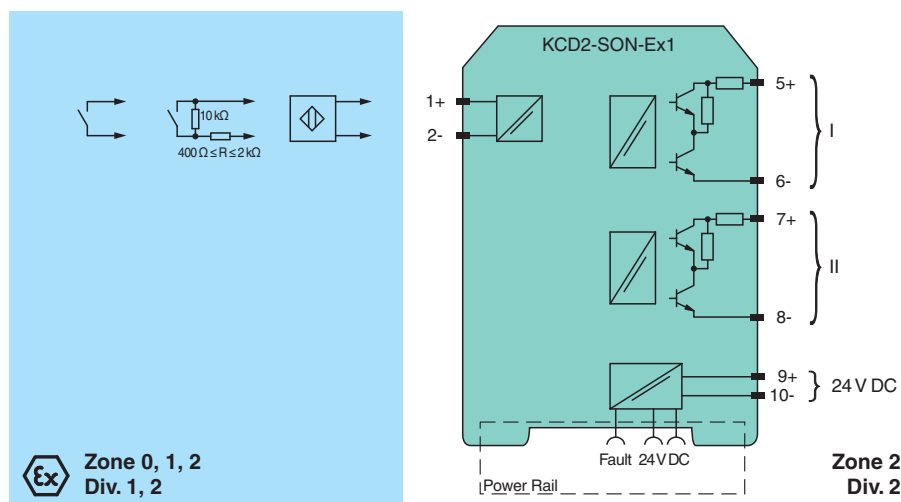 KCD2-SON-Ex1
1+
2-
10 kΩ
400 Ω ≤ R ≤ 2 kΩ
5+
I
6-
7+
II
8-
9+
10-
24 V DC
Fault 24 V DC
Power Rail
Ex
Zone 0, 1, 2
Div. 1, 2
Zone 2
Div. 2